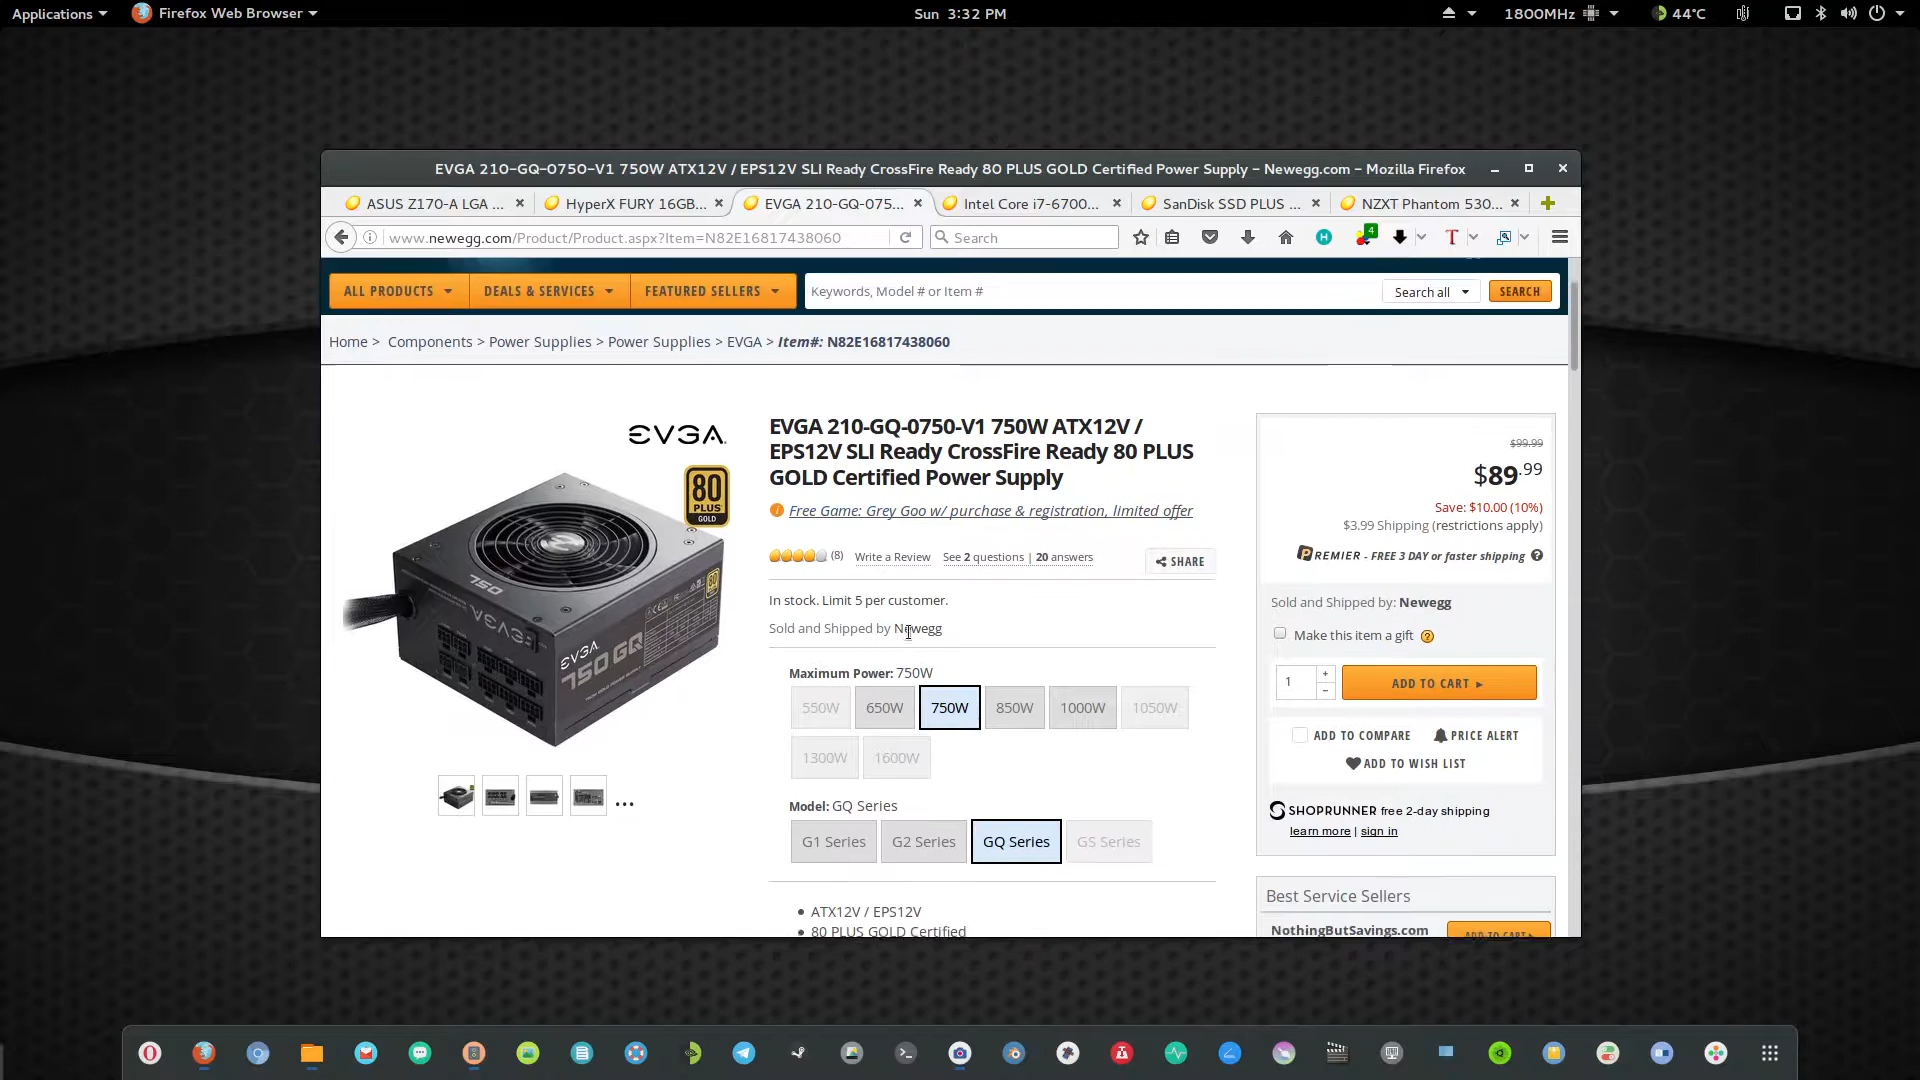 Applications
Firefox Web Browser
Sun 3:32 PM
1800MHz
44°C
EVGA 210-GQ-0750-V1 750W ATX12V / EPS12V SLI Ready CrossFire Ready 80 PLUS GOLD Certified Power Supply - Newegg.com - Mozilla Firefox
ASUS Z170-A LGA ...
HyperX FURY 16GB...
EVGA 210-GQ-075...
Intel Core i7-6700...
SanDisk SSD PLUS ...
NZXT Phantom 530...
www.newegg.com/Product/Product.aspx?Item=N82E16817438060
Search
4
ALL PRODUCTS
DEALS & SERVICES
FEATURED SELLERS
Keywords, Model # or Item #
Search all
SEARCH
Home > Components > Power Supplies > Power Supplies > EVGA > Item#: N82E16817438060
EVGA
80
PLUS
GOLD
750
EVGA
EVGA
750 GQ
EVGA 210-GQ-0750-V1 750W ATX12V /
EPS12V SLI Ready CrossFire Ready 80 PLUS
GOLD Certified Power Supply
Free Game: Grey Goo w/ purchase & registration, limited offer
(8) Write a Review See 2 questions | 20 answers
SHARE
In stock. Limit 5 per customer.
Sold and Shipped by Newegg
Maximum Power: 750W
550W 650W 750W 850W 1000W 1050W
1300W 1600W
Model: GQ Series
G1 Series G2 Series GQ Series GS Series
• ATX12V / EPS12V
• 80 PLUS GOLD Certified
$99.99
$89.99
Save: $10.00 (10%)
$3.99 Shipping (restrictions apply)
PREMIER - FREE 3 DAY or faster shipping ?
Sold and Shipped by: Newegg
Make this item a gift ?
1
+
-
ADD TO CART
ADD TO COMPARE
PRICE ALERT
ADD TO WISH LIST
SHOPRUNNER free 2-day shipping
learn more | sign in
Best Service Sellers
NothingButSavings.com
ADD TO CART